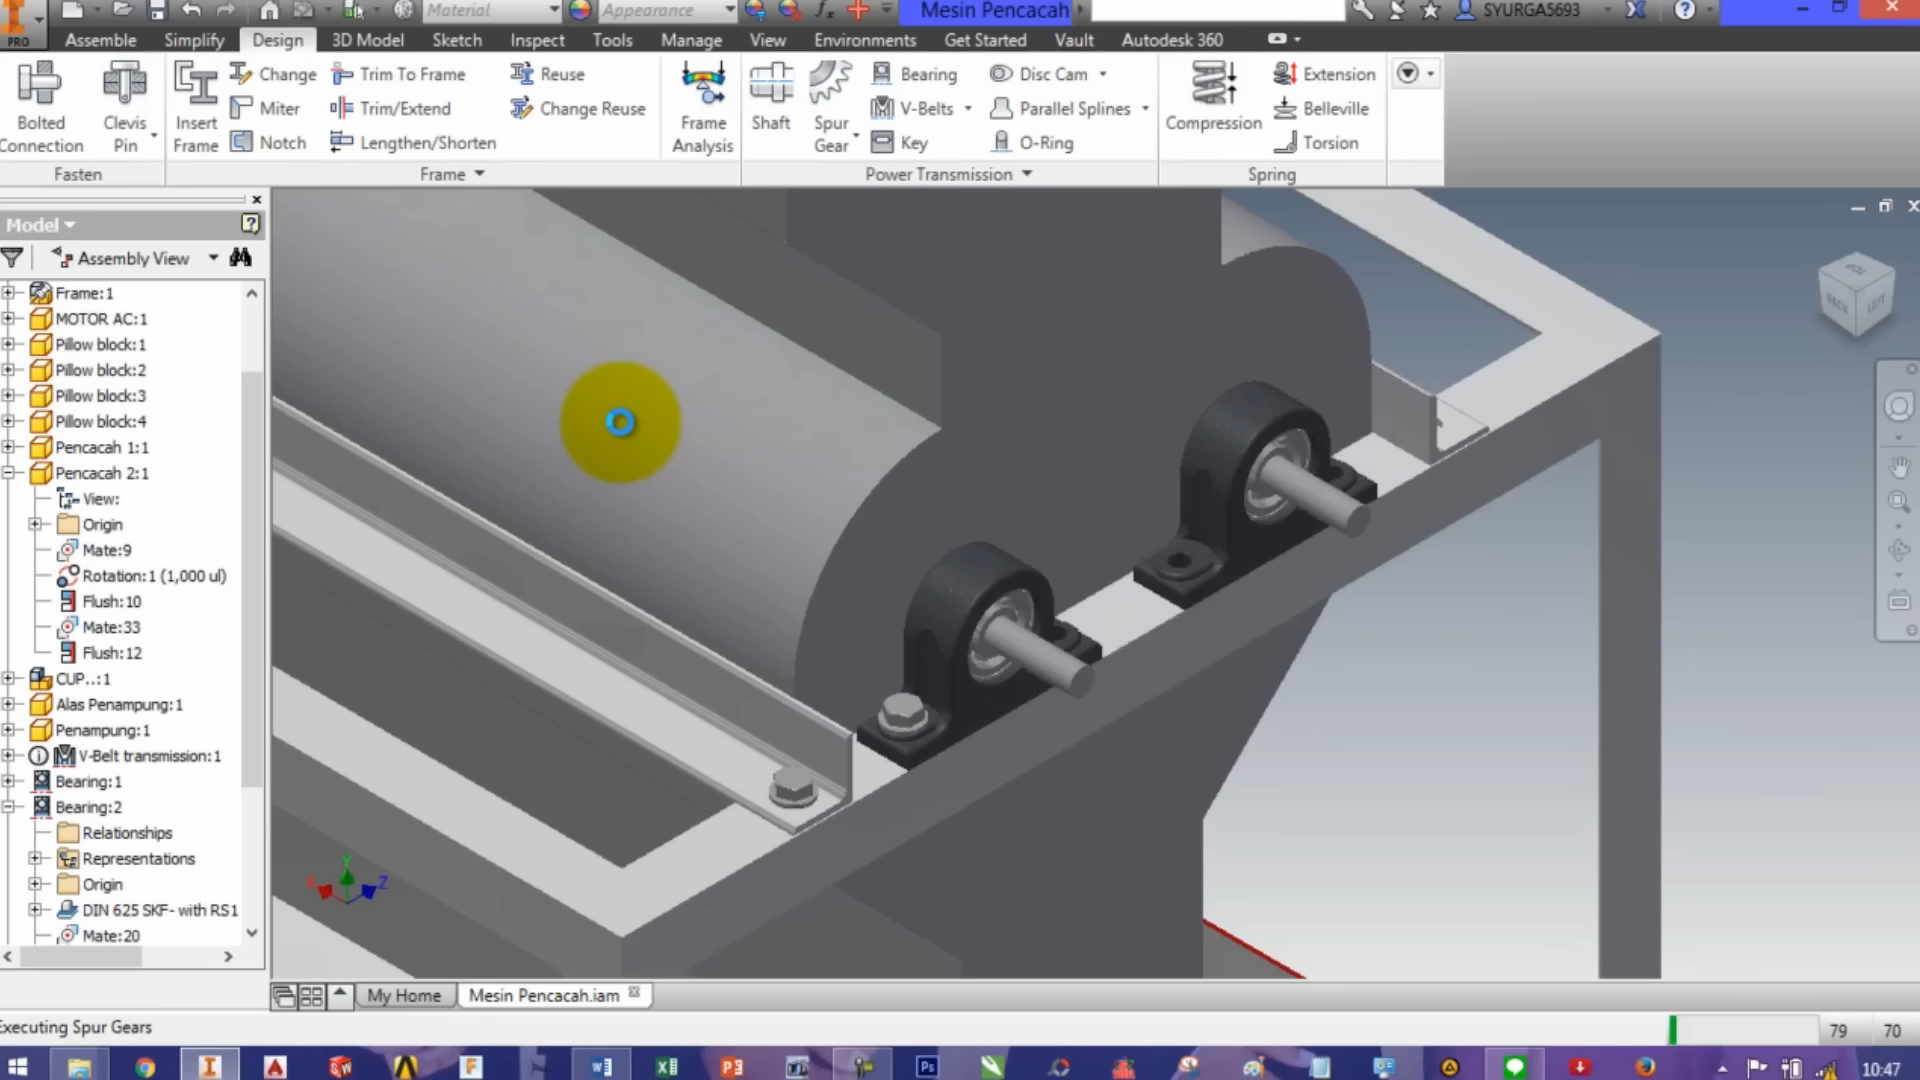 Material
Appearance
Mesin Pencacah
SYURGA5693
PRO
Assemble
Simplify
Design
3D Model
Sketch
Inspect
Tools
Manage
View
Environments
Get Started
Vault
Autodesk 360
Bolted
Connection
Clevis
Pin
Insert
Frame
Change
Miter
Notch
Trim To Frame
Trim/Extend
Lengthen/Shorten
Reuse
Change Reuse
Frame
Analysis
Shaft
Spur
Gear
Bearing
V-Belts
Key
Disc Cam
Parallel Splines
O-Ring
Compression
Extension
Belleville
Torsion
Fasten
Frame
Power Transmission
Spring
Model
Assembly View
Frame:1
MOTOR AC:1
Pillow block:1
Pillow block:2
Pillow block:3
Pillow block:4
Pencacah 1:1
Pencacah 2:1
View:
Origin
Mate:9
Rotation:1 (1,000 ul)
Flush:10
Mate:33
Flush:12
CUP..:1
Alas Penampung:1
Penampung:1
V-Belt transmission:1
Bearing:1
Bearing:2
Relationships
Representations
Origin
DIN 625 SKF- with RS1
Mate:20
TOP
BACK
LEFT
Y
X
Z
My Home
Mesin Pencacah.iam
Executing Spur Gears
79
70
10:47